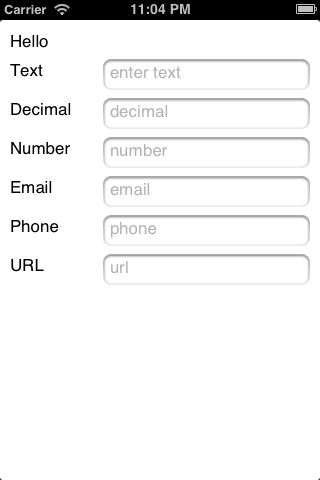 Carrier 11:04 PM
Hello
Text enter text
Decimal decimal
Number number
Email email
Phone phone
URL url